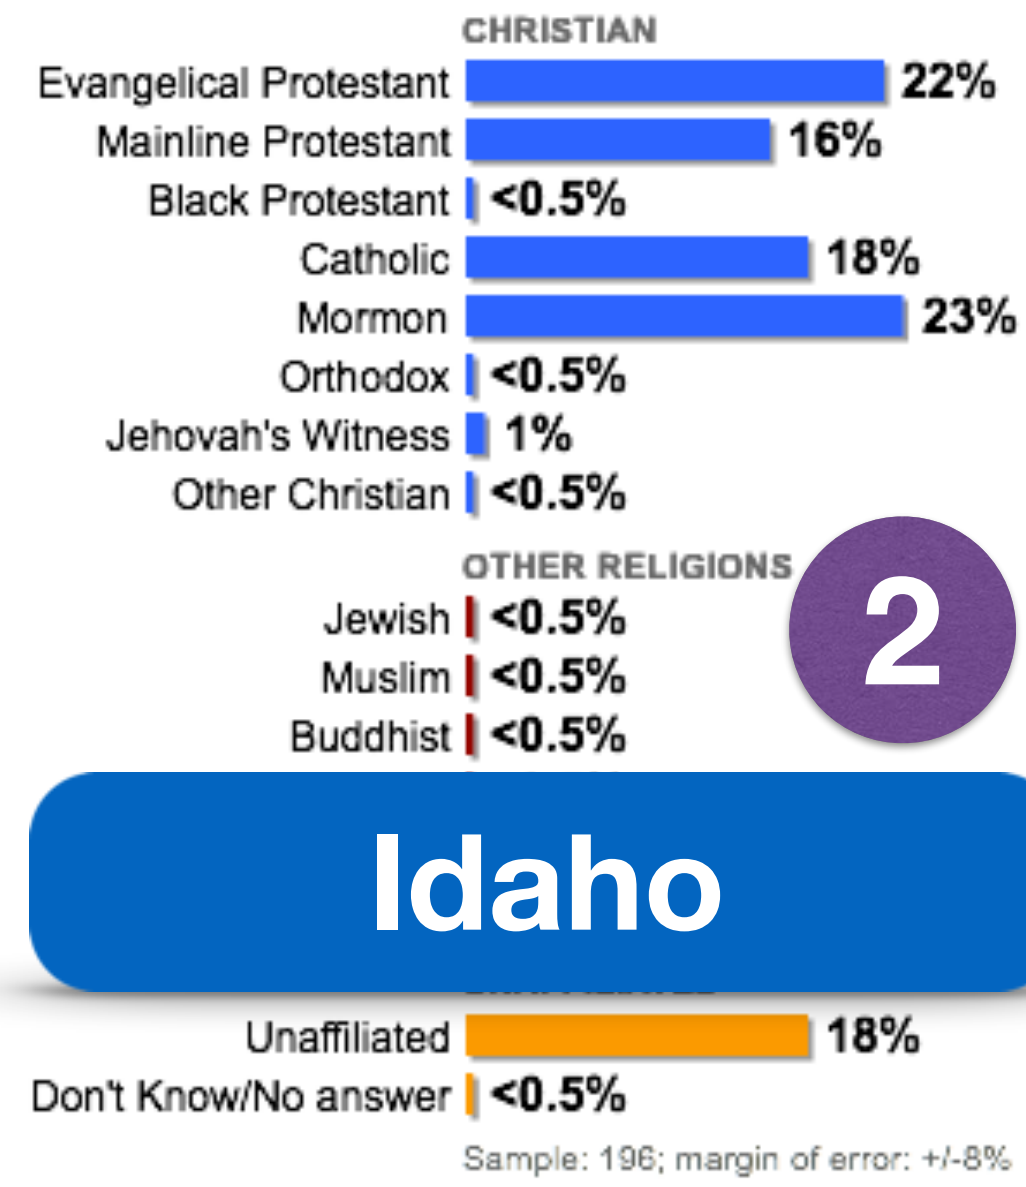 CHRISTIAN
Evangelical Protestant 22%
Mainline Protestant 16%
Black Protestant <0.5%
Catholic 18%
Mormon 23%
Orthodox <0.5%
Jehovah's Witness 1%
Other Christian <0.5%
OTHER RELIGIONS
Jewish <0.5%
2
Muslim <0.5%
Buddhist <0.5%
Idaho
Unaffiliated 18%
Don't Know/No answer <0.5%
Sample: 196; margin of error: +/-8%